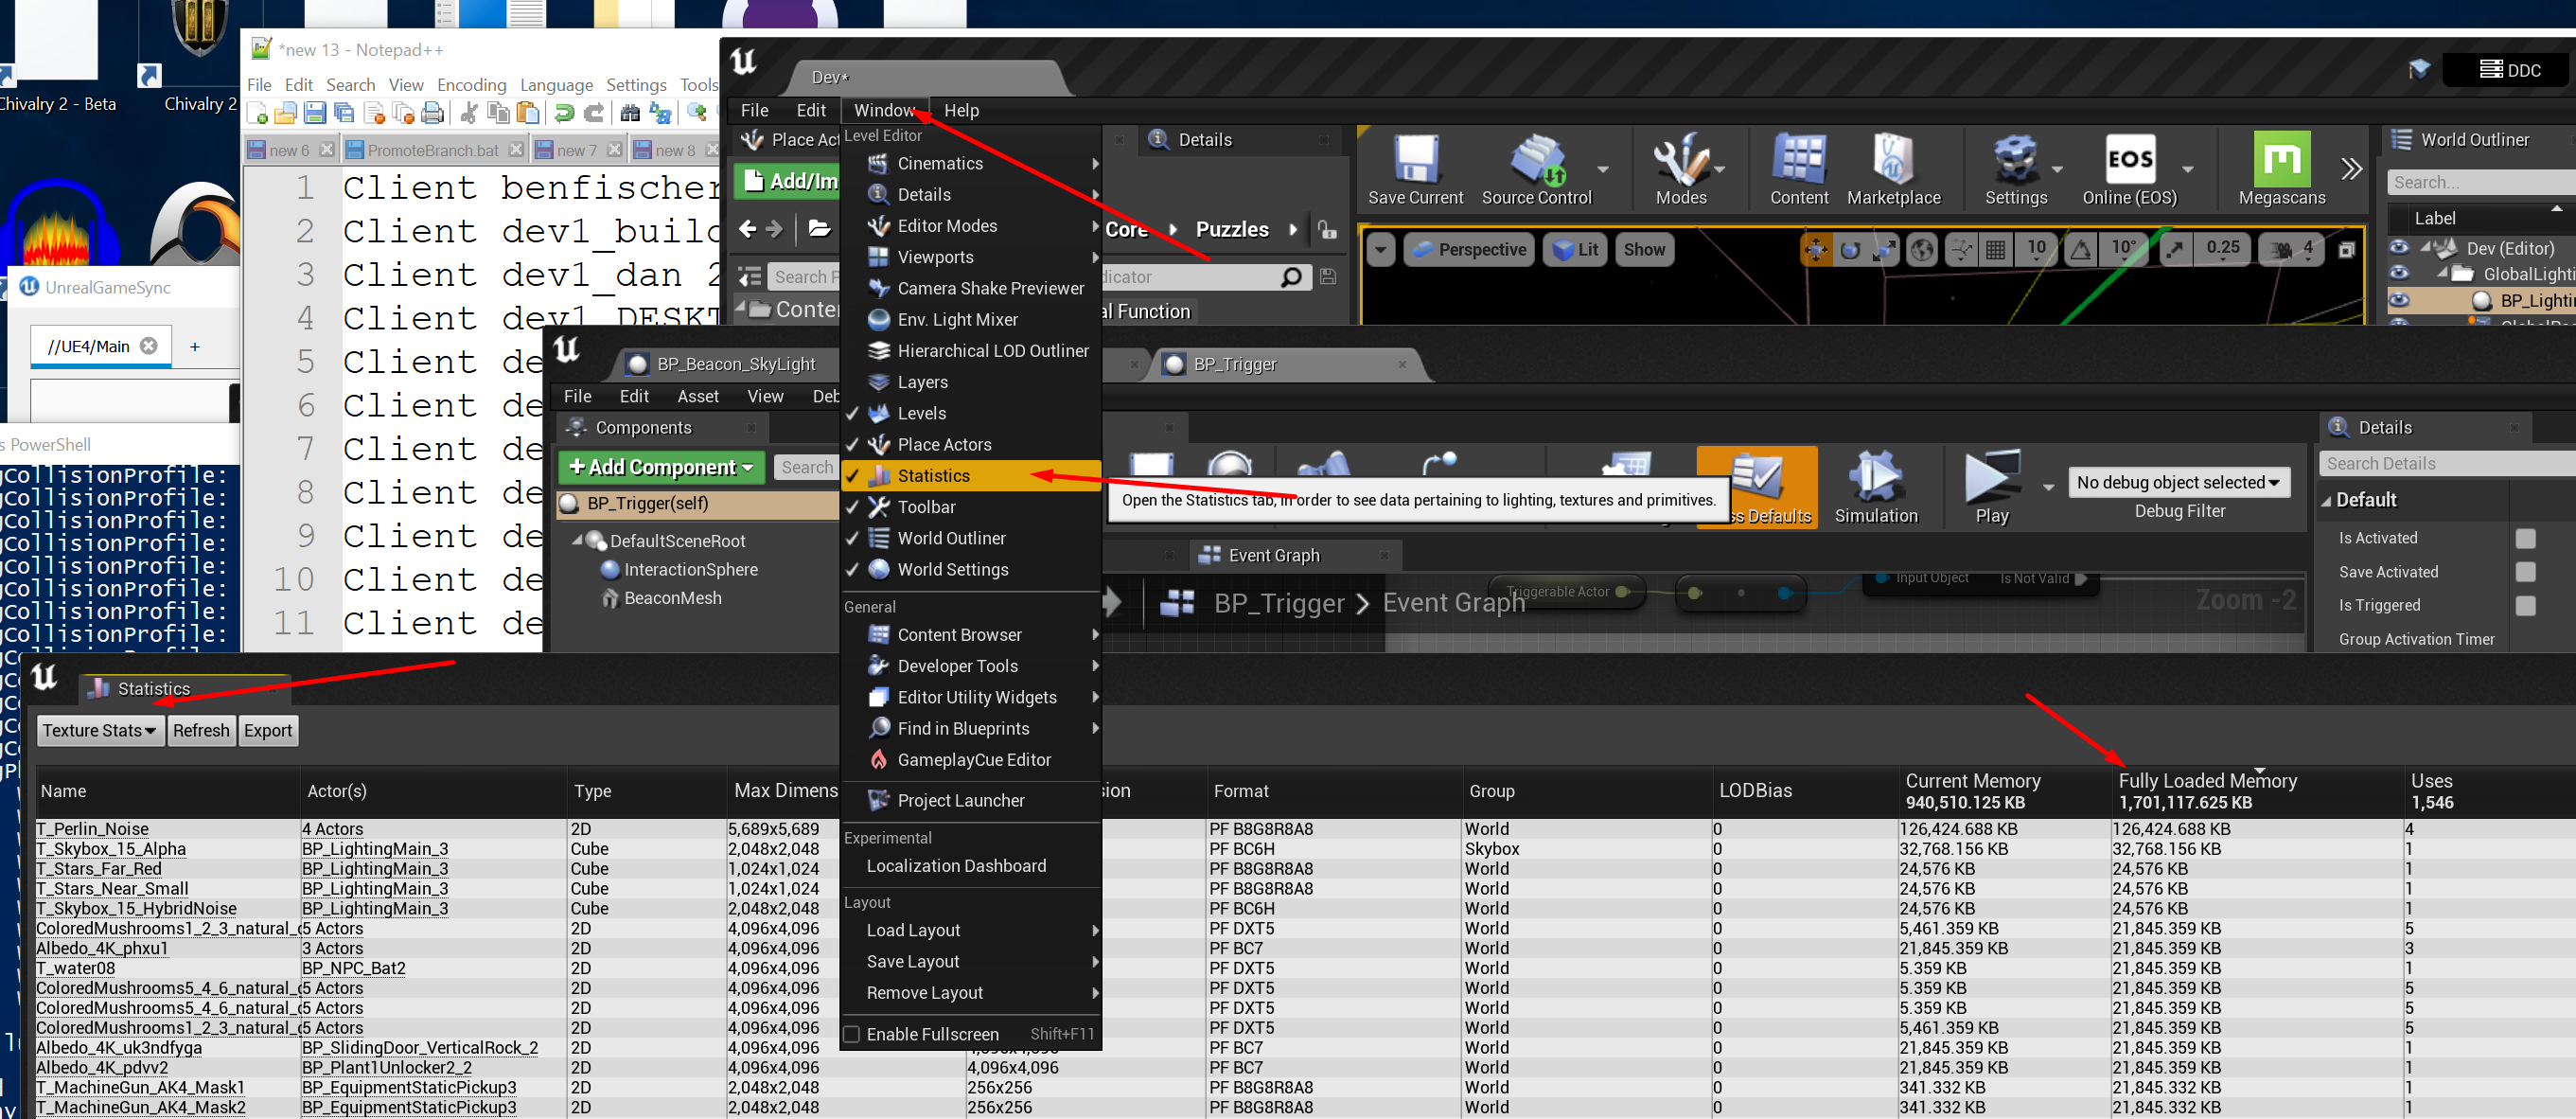 Chivalry 2 - Beta
Chivalry 2
*new 13 - Notepad++
File Edit Search View Encoding Language Settings Tools
new 6
PromoteBranch.bat
new 7
new 8
1 Client benfischer
2 Client dev1_buil
3 Client dev1_dan 2
4 Client dev1_DESKT
5 Client de
6 Client de
7 Client de
8 Client de
9 Client de
10 Client de
11 Client de
UnrealGameSync
//UE4/Main
+
s PowerShell
gCollisionProfile:
gCollisionProfile:
gCollisionProfile:
gCollisionProfile:
gCollisionProfile:
gCollisionProfile:
gCollisionProfile:
gCollisionProfile:
Dev*
DDC
File Edit Window Help
Place Act
Details
Add/Im
Core
Puzzles
Search P
dicator
Conte
al Function
Save Current
Source Control
Modes
Content
Marketplace
Settings
EOS
Online (EOS)
Megascans
Perspective
Lit
Show
10
10°
0.25
4
World Outliner
Search...
Label
Dev (Editor)
GlobalLighti
BP_Lightin
Level Editor
Cinematics
Details
Editor Modes
Viewports
Camera Shake Previewer
Env. Light Mixer
Hierarchical LOD Outliner
Layers
Levels
Place Actors
Statistics
Toolbar
World Outliner
World Settings
General
Content Browser
Developer Tools
Editor Utility Widgets
Find in Blueprints
GameplayCue Editor
Project Launcher
Experimental
Localization Dashboard
Layout
Load Layout
Save Layout
Remove Layout
Enable Fullscreen Shift+F11
Open the Statistics tab, in order to see data pertaining to lighting, textures and primitives.
BP_Beacon_SkyLight
BP_Trigger
File Edit Asset View Deb
Components
Add Component
Search
BP_Trigger(self)
DefaultSceneRoot
InteractionSphere
BeaconMesh
ss Defaults
Simulation
Play
No debug object selected
Debug Filter
Event Graph
BP_Trigger > Event Graph
Triggerable Actor
Input Object
Is Not Valid
Zoom -2
Details
Search Details
Default
Is Activated
Save Activated
Is Triggered
Group Activation Timer
Statistics
Texture Stats Refresh Export
Name Actor(s) Type Max Dimens sion Format Group LODBias Current Memory Fully Loaded Memory Uses
940,510.125 KB 1,701,117.625 KB 1,546
T_Perlin_Noise 4 Actors 2D 5,689x5,689 PF B8G8R8A8 World 0 126,424.688 KB 126,424.688 KB 4
T_Skybox_15_Alpha BP_LightingMain_3 Cube 2,048x2,048 PF BC6H Skybox 0 32,768.156 KB 32,768.156 KB 1
T_Stars_Far_Red BP_LightingMain_3 Cube 1,024x1,024 PF B8G8R8A8 World 0 24,576 KB 24,576 KB 1
T_Stars_Near_Small BP_LightingMain_3 Cube 1,024x1,024 PF B8G8R8A8 World 0 24,576 KB 24,576 KB 1
T_Skybox_15_HybridNoise BP_LightingMain_3 Cube 2,048x2,048 PF BC6H World 0 24,576 KB 24,576 KB 1
ColoredMushrooms1_2_3_natural_c 5 Actors 2D 4,096x4,096 PF DXT5 World 0 5,461.359 KB 21,845.359 KB 5
Albedo_4K_phxu1 3 Actors 2D 4,096x4,096 PF BC7 World 0 21,845.359 KB 21,845.359 KB 3
T_water08 BP_NPC_Bat2 2D 4,096x4,096 PF DXT5 World 0 5.359 KB 21,845.359 KB 1
ColoredMushrooms5_4_6_natural_c 5 Actors 2D 4,096x4,096 PF DXT5 World 0 5.359 KB 21,845.359 KB 5
ColoredMushrooms5_4_6_natural_c 5 Actors 2D 4,096x4,096 PF DXT5 World 0 5.359 KB 21,845.359 KB 5
ColoredMushrooms1_2_3_natural_c 5 Actors 2D 4,096x4,096 PF DXT5 World 0 5,461.359 KB 21,845.359 KB 5
Albedo_4K_uk3ndfyga BP_SlidingDoor_VerticalRock_2 2D 4,096x4,096 4,096x4,096 PF BC7 World 0 21,845.359 KB 21,845.359 KB 1
Albedo_4K_pdvv2 BP_Plant1Unlocker2_2 2D 4,096x4,096 4,096x4,096 PF BC7 World 0 21,845.359 KB 21,845.359 KB 1
T_MachineGun_AK4_Mask1 BP_EquipmentStaticPickup3 2D 2,048x2,048 256x256 PF B8G8R8A8 World 0 341.332 KB 21,845.332 KB 1
T_MachineGun_AK4_Mask2 BP_EquipmentStaticPickup3 2D 2,048x2,048 256x256 PF B8G8R8A8 World 0 341.332 KB 21,845.332 KB 1